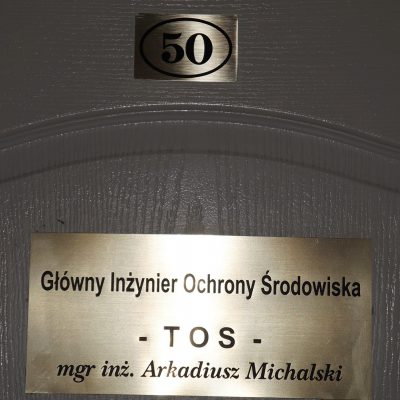 50
Główny Inżynier Ochrony Środowiska
- TOS -
mgr inż. Arkadiusz Michalski